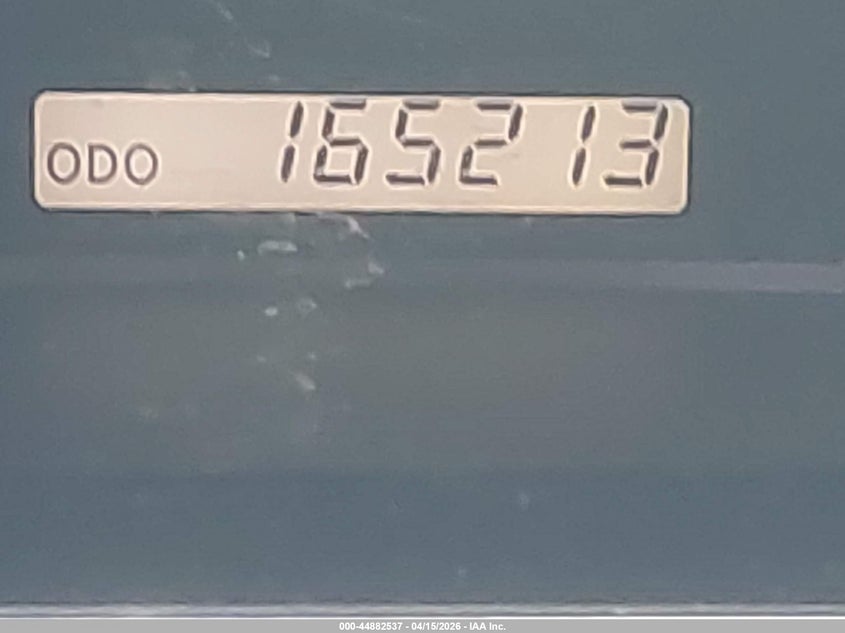 ODO 165213
000-44882537 - 04/15/2026 - IAA Inc.